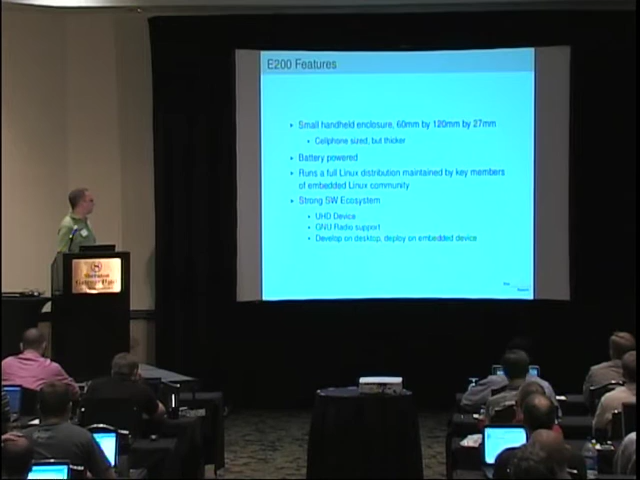 E200 Features
• Small handheld enclosure, 60mm by 120mm by 27mm
• Cellphone sized, but thicker
• Battery powered
• Runs a full Linux distribution maintained by key members
of embedded Linux community
• Strong SW Ecosystem
• UHD Device
• GNU Radio support
• Develop on desktop, deploy on embedded device
Sheraton